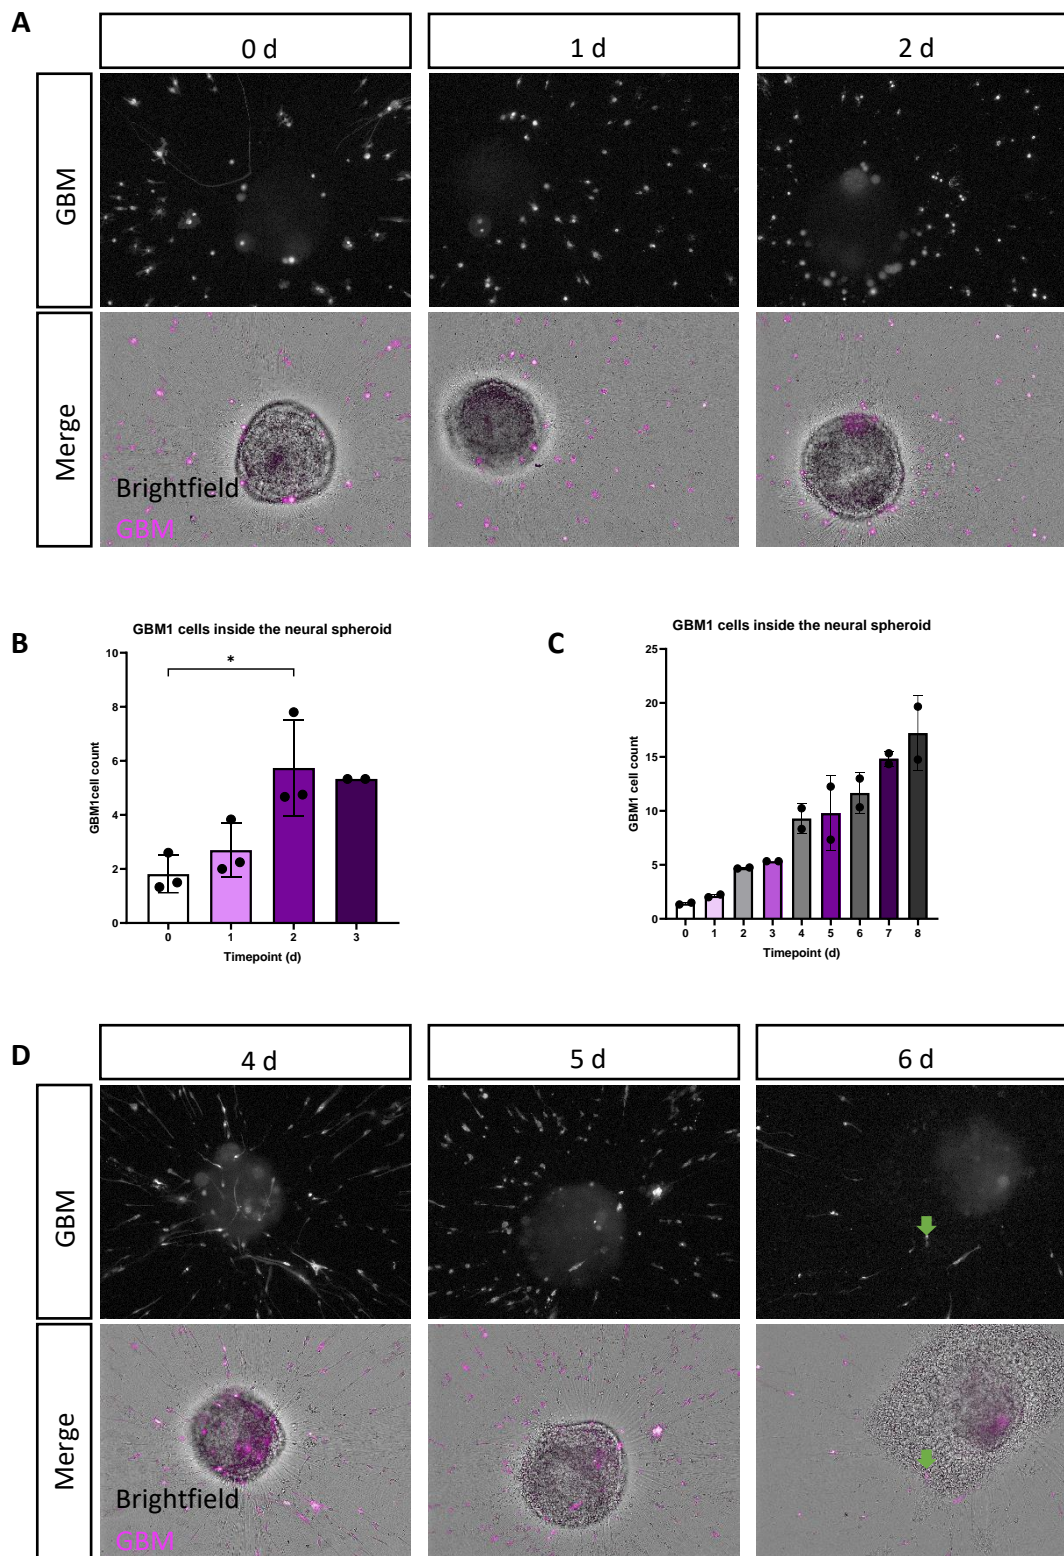 A
0 d
1 d
2 d
GBM
Merge
Brightfield
GBM
B
GBM1 cells inside the neural spheroid
*
GBM1cell count
10
8
6
4
2
0
0 1 2 3
Timepoint (d)
C
GBM1 cells inside the neural spheroid
GBM1 cell count
25
20
15
10
5
0
0 1 2 3 4 5 6 7 8
Timepoint (d)
D
4 d
5 d
6 d
GBM
Merge
Brightfield
GBM